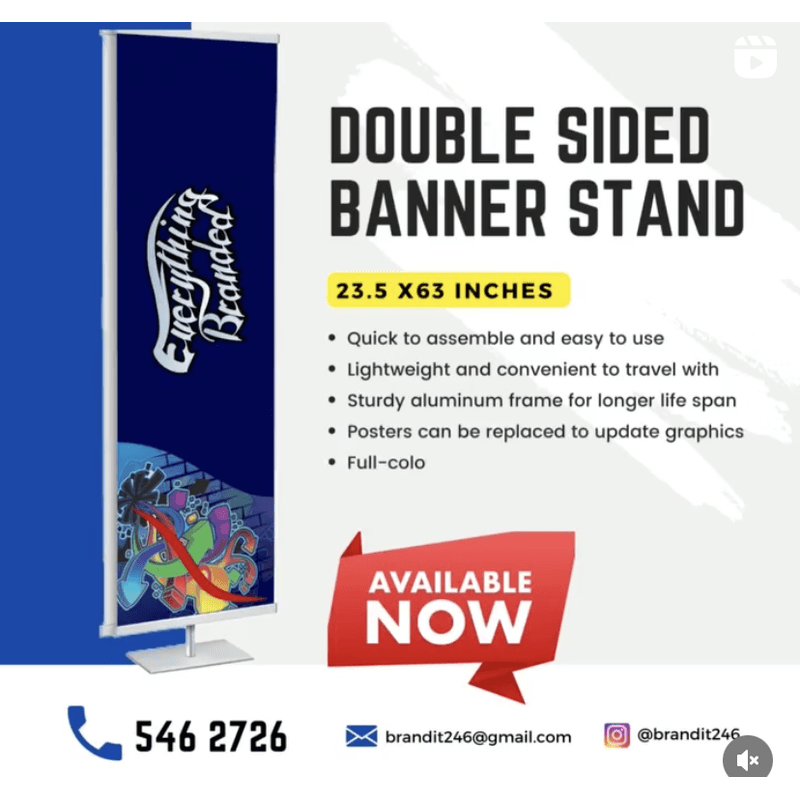 DOUBLE SIDED
BANNER STAND
23.5 X63 INCHES
• Quick to assemble and easy to use
• Lightweight and convenient to travel with
• Sturdy aluminum frame for longer life span
• Posters can be replaced to update graphics
• Full-colo
Everything
Branded
AVAILABLE
NOW
546 2726
brandit246@gmail.com
@brandit246